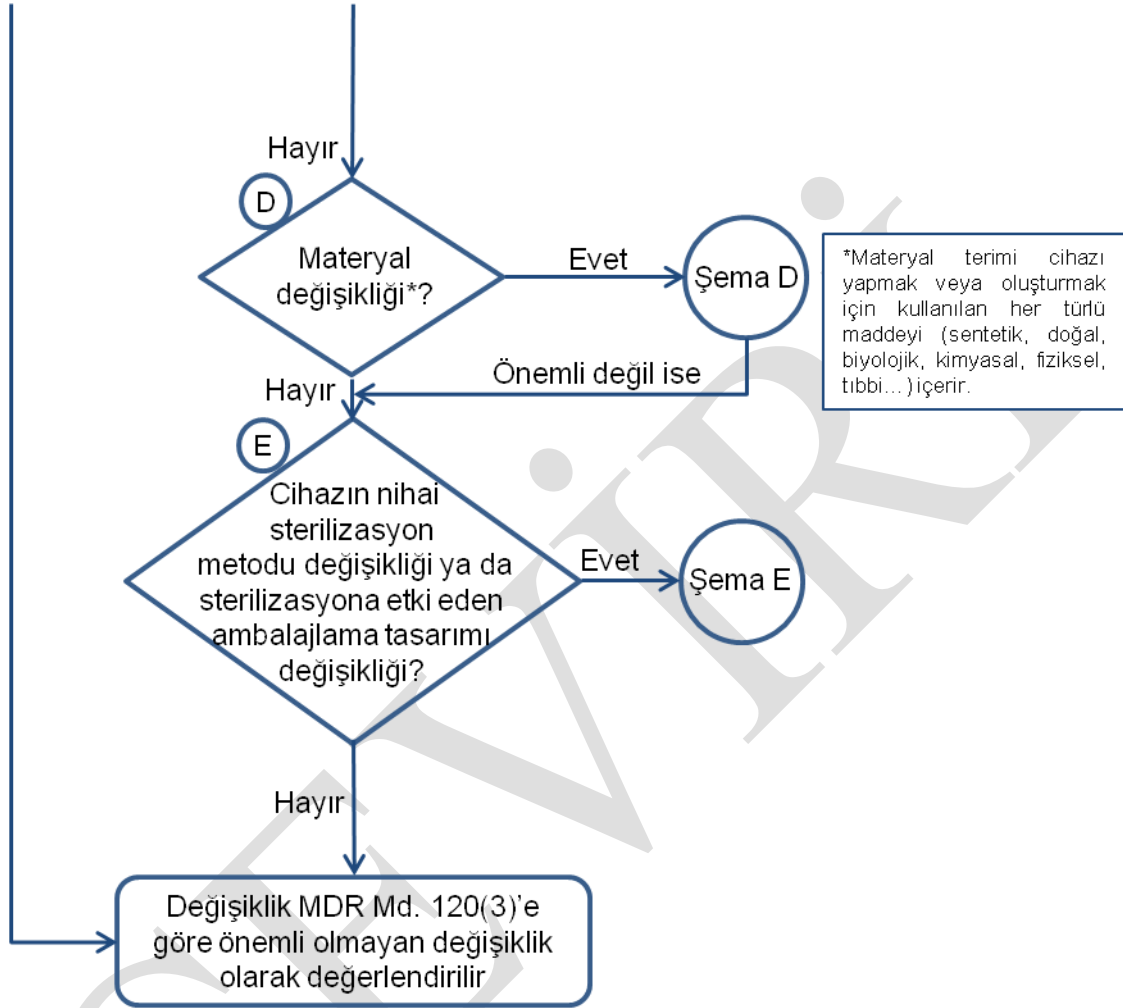 Hayır
D
Materyal
değişikliği*?
Evet
Şema D
*Materyal terimi cihazı
yapmak veya oluşturmak
için kullanılan her türlü
maddeyi (sentetik, doğal,
biyolojik, kimyasal, fiziksel,
tıbbi...) içerir.
Önemli değil ise
Hayır
E
Cihazın nihai
sterilizasyon
metodu değişikliği ya da
sterilizasyona etki eden
ambalajlama tasarımı
değişikliği?
Evet
Şema E
Hayır
Değişiklik MDR Md. 120(3)’e
göre önemli olmayan değişiklik
olarak değerlendirilir
ÇEVİRİ